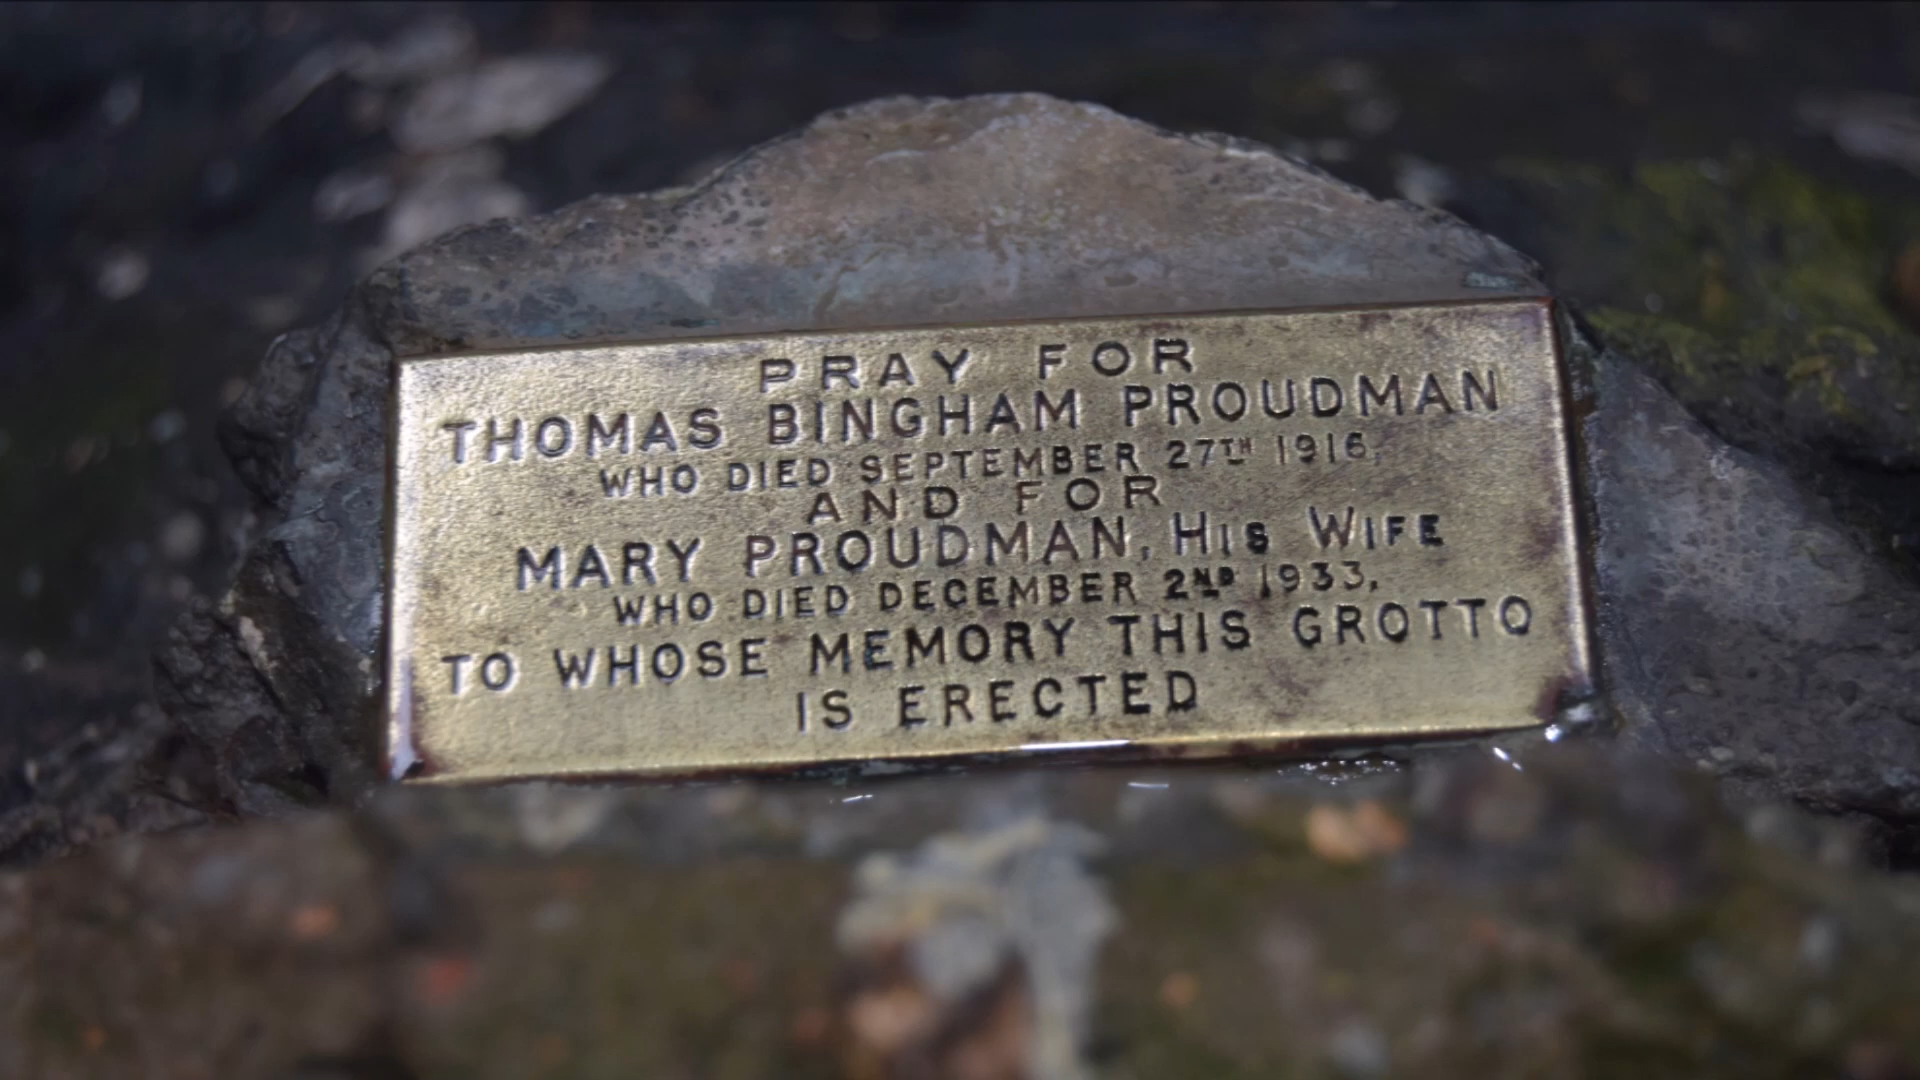 PRAY FOR
THOMAS BINGHAM PROUDMAN
WHO DIED SEPTEMBER 27TH 1916,
AND FOR
MARY PROUDMAN, HIS WIFE
WHO DIED DECEMBER 2ND 1933,
TO WHOSE MEMORY THIS GROTTO
IS ERECTED